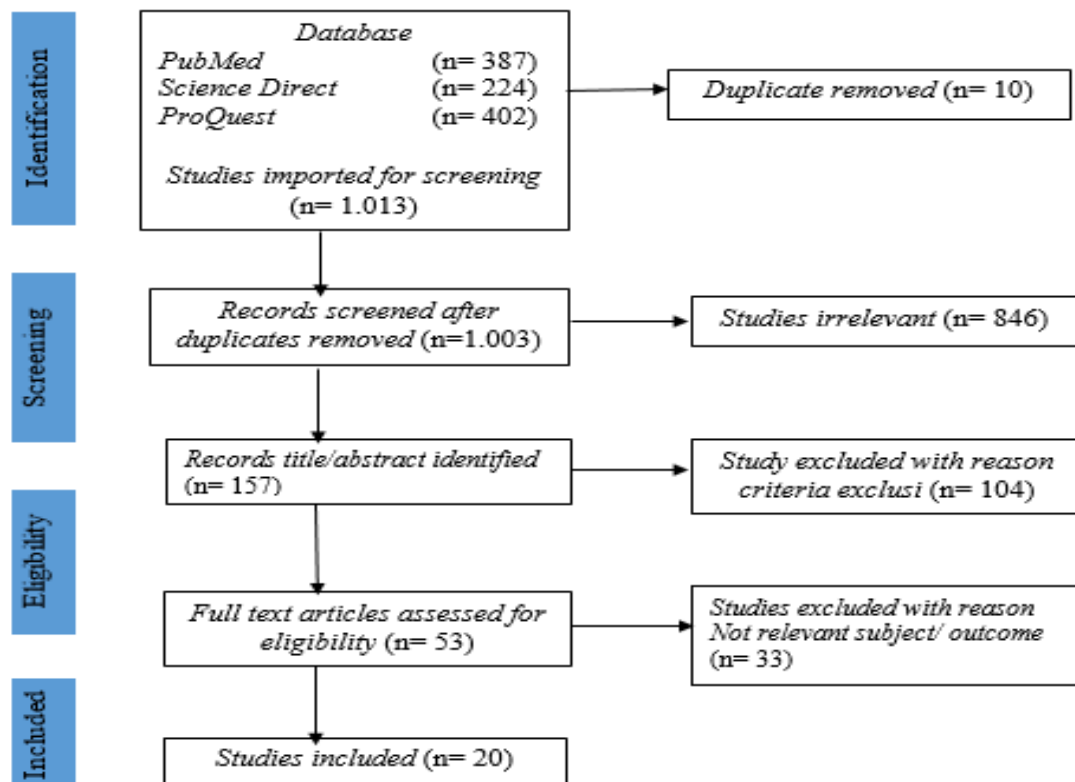 Identification
Database
PubMed (n= 387)
Science Direct (n= 224)
ProQuest (n= 402)
Studies imported for screening
(n= 1.013)
Duplicate removed (n= 10)
Screening
Records screened after
duplicates removed (n=1.003)
Studies irrelevant (n= 846)
Records title/abstract identified
(n= 157)
Study excluded with reason
criteria exclusi (n= 104)
Eligibility
Full text articles assessed for
eligibility (n= 53)
Studies excluded with reason
Not relevant subject/ outcome
(n= 33)
Included
Studies included (n= 20)